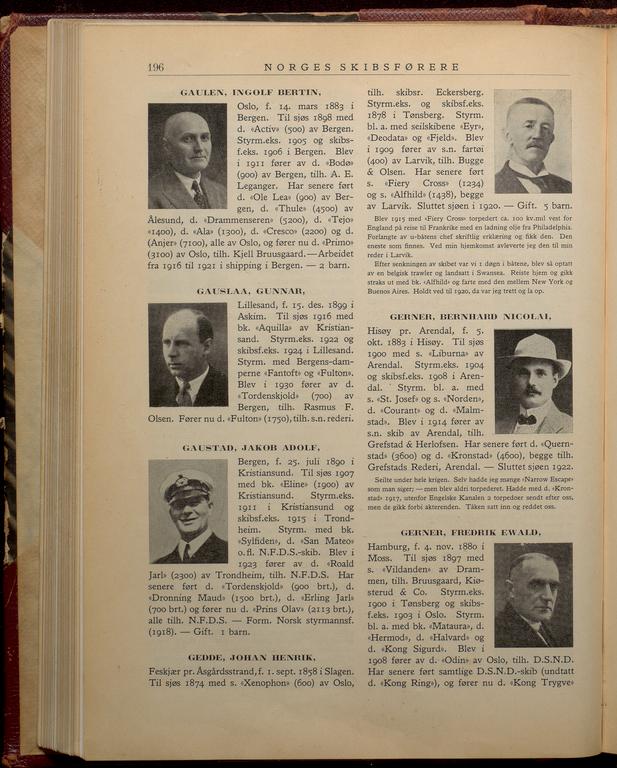 196
NORGES SKIBSFØRERE
GAULEN, INGOLF BERTIN,
Oslo, f. 14. mars 1883 i
Bergen. Til sjøs 1898 med
d. «Activ» (500) av Bergen.
Styrm.eks. 1905 og skibs-
f.eks. 1906 i Bergen. Blev
i 1911 fører av d. «Bodø»
(900) av Bergen, tilh. A. E.
Leganger. Har senere ført
d. «Ole Lea» (900) av Ber-
gen, d. «Thule» (4500) av
Ålesund, d. «Drammenseren» (5200), d. «Tejo»
«1400), d. «Ala» (1300), d. «Cresco» (2200) og d.
(Anjer» (7100), alle av Oslo, og fører nu d. «Primo»
(3100) av Oslo, tilh. Kjell Bruusgaard. — Arbeidet
fra 1916 til 1921 i shipping i Bergen. — 2 barn.
GAUSLAA, GUNNAR,
Lillesand, f. 15. des. 1899 i
Askim. Til sjøs 1916 med
bk. «Aquilla» av Kristian-
sand. Styrm.eks. 1922 og
skibsf.eks. 1924 i Lillesand.
Styrm. med Bergens-dam-
perne «Fantoft» og «Fulton».
Blev i 1930 fører av d.
«Tordenskjold» (700) av
Bergen, tilh. Rasmus F.
Olsen. Fører nu d. «Fulton» (1750), tilh. s.n. rederi.
GAUSTAD, JAKOB ADOLF,
Bergen, f. 25. juli 1890 i
Kristiansund. Til sjøs 1907
med bk. «Eline» (1900) av
Kristiansund. Styrm.eks.
1911 i Kristiansund og
skibsf.eks. 1915 i Trond-
heim. Styrm. med bk.
«Sylfiden», d. «San Mateo»
o.fl. N.F.D.S.-skib. Blev i
1923 fører av d. «Roald
Jarl» (2300) av Trondheim, tilh. N.F.D.S. Har
senere ført d. «Tordenskjold» (900 brt.), d.
«Dronning Maud» (1500 brt.), d. «Erling Jarl»
(700 brt.) og fører nu d. «Prins Olav» (2113 brt.),
alle tilh. N.F.D.S. — Form. Norsk styrmannsf.
(1918). — Gift. 1 barn.
GEDDE, JOHAN HENRIK,
Feskjær pr. Åsgårdsstrand, f. 1. sept. 1858 i Slagen.
Til sjøs 1874 med s. «Xenophon» (600) av Oslo,
tilh. skibsr. Eckersberg.
Styrm.eks. og skibsf.eks.
1878 i Tønsberg. Styrm.
bl. a. med seilskibene «Eyr»,
«Deodata» og «Fjeld». Blev
i 1909 fører av s.n. fartøi
(400) av Larvik, tilh. Bugge
& Olsen. Har senere ført
s. «Fiery Cross» (1234)
og s. «Alfhild» (1438), begge
av Larvik. Sluttet sjøen i 1920. — Gift. 5 barn.
Blev 1915 med «Fiery Cross» torpedert ca. 100 kv.mil vest for
England på reise til Frankrike med en ladning olje fra Philadelphia.
Forlangte av u-båtens chef skriftlig erklæring og fikk den. Den
eneste som finnes. Ved min hjemkomst avleverte jeg den til min
reder i Larvik.
Efter senkningen av skibet var vi 1 døgn i båtene, blev så optatt
av en belgisk trawler og landsatt i Swansea. Reiste hjem og gikk
straks ut med bk. «Alfhild» og farte med den mellem New York og
Buenos Aires. Holdt ved til 1920, da var jeg trett og la op.
GERNER, BERNHARD NICOLAI,
Hisøy pr. Arendal, f. 5.
okt. 1883 i Hisøy. Til sjøs
1900 med s. «Liburna» av
Arendal. Styrm.eks. 1904
og skibsf.eks. 1908 i Aren-
dal. Styrm. bl. a. med
s. «St. Josef» og s. «Norden»,
d. «Courant» og d. «Malm-
stad». Blev i 1914 fører av
s.n. skib av Arendal, tilh.
Grefstad & Herlofsen. Har senere ført d. «Quern-
stad» (3600) og d. «Kronstad» (4600), begge tilh.
Grefstads Rederi, Arendal. — Sluttet sjøen 1922.
Seilte under hele krigen. Selv hadde jeg mange «Narrow Escape»
som man siger; — men blev aldri torpederet. Hadde med d. «Kron-
stad» 1917, utenfor Engelske Kanalen 2 torpedoer sendt efter oss,
men de gikk forbi akterenden. Tåken satt inn og reddet oss.
GERNER, FREDRIK EWALD,
Hamburg, f. 4. nov. 1880 i
Moss. Til sjøs 1897 med
s. «Vildanden» av Dram-
men, tilh. Bruusgaard, Kiø-
sterud & Co. Styrm.eks.
1900 i Tønsberg og skibs-
f.eks. 1903 i Oslo. Styrm.
bl. a. med bk. «Mataura», d.
«Hermod», d. «Halvard» og
d. «Kong Sigurd». Blev i
1908 fører av d. «Odin» av Oslo, tilh. D.S.N.D.
Har senere ført samtlige D.S.N.D.-skib (undtatt
d. «Kong Ring»), og fører nu d. «Kong Trygve»